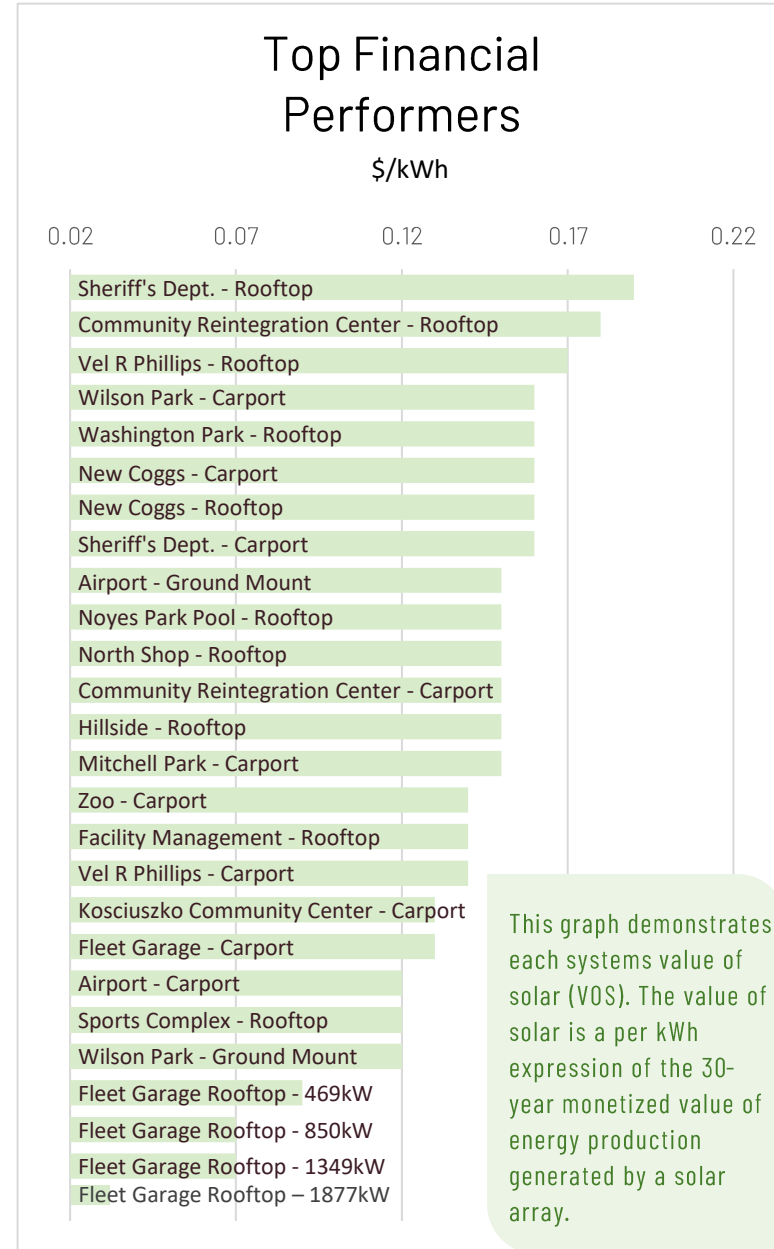 Top Financial
Performers
$/kWh
0.02 0.07 0.12 0.17 0.22
Sheriff's Dept. - Rooftop
Community Reintegration Center - Rooftop
Vel R Phillips - Rooftop
Wilson Park - Carport
Washington Park - Rooftop
New Coggs - Carport
New Coggs - Rooftop
Sheriff's Dept. - Carport
Airport - Ground Mount
Noyes Park Pool - Rooftop
North Shop - Rooftop
Community Reintegration Center - Carport
Hillside - Rooftop
Mitchell Park - Carport
Zoo - Carport
Facility Management - Rooftop
Vel R Phillips - Carport
Kosciuszko Community Center - Carport
Fleet Garage - Carport
Airport - Carport
Sports Complex - Rooftop
Wilson Park - Ground Mount
Fleet Garage Rooftop - 469kW
Fleet Garage Rooftop - 850kW
Fleet Garage Rooftop - 1349kW
Fleet Garage Rooftop – 1877kW
This graph demonstrates
each systems value of
solar (VOS). The value of
solar is a per kWh
expression of the 30-
year monetized value of
energy production
generated by a solar
array.